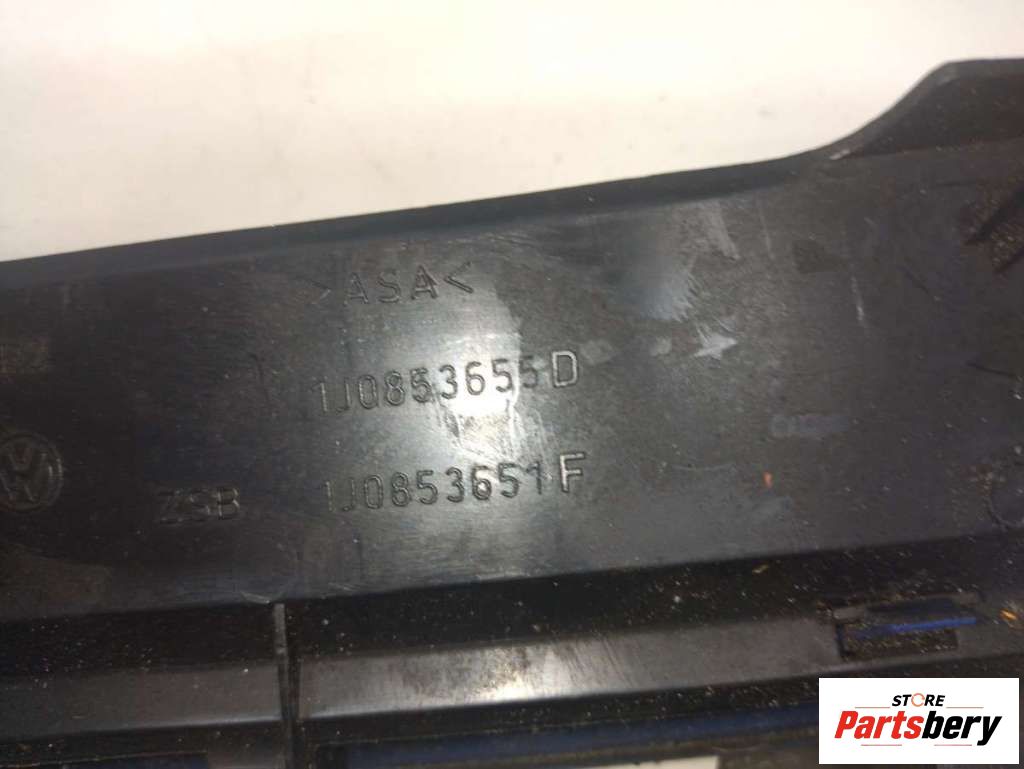 >ASA<
1J0853655D
ZSB 1J0853651F
STORE
Partsbery